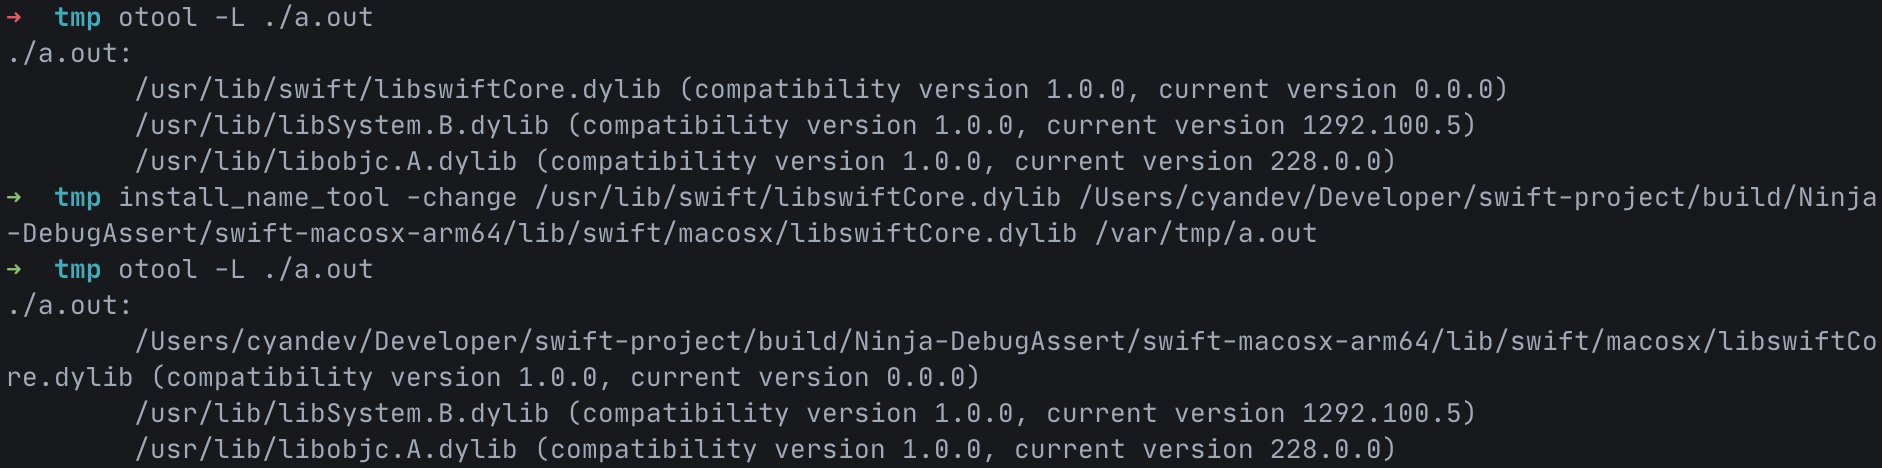 →  tmp otool -L ./a.out
./a.out:
        /usr/lib/swift/libswiftCore.dylib (compatibility version 1.0.0, current version 0.0.0)
        /usr/lib/libSystem.B.dylib (compatibility version 1.0.0, current version 1292.100.5)
        /usr/lib/libobjc.A.dylib (compatibility version 1.0.0, current version 228.0.0)
→  tmp install_name_tool -change /usr/lib/swift/libswiftCore.dylib /Users/cyandev/Developer/swift-project/build/Ninja
-DebugAssert/swift-macosx-arm64/lib/swift/macosx/libswiftCore.dylib /var/tmp/a.out
→  tmp otool -L ./a.out
./a.out:
        /Users/cyandev/Developer/swift-project/build/Ninja-DebugAssert/swift-macosx-arm64/lib/swift/macosx/libswiftCo
re.dylib (compatibility version 1.0.0, current version 0.0.0)
        /usr/lib/libSystem.B.dylib (compatibility version 1.0.0, current version 1292.100.5)
        /usr/lib/libobjc.A.dylib (compatibility version 1.0.0, current version 228.0.0)